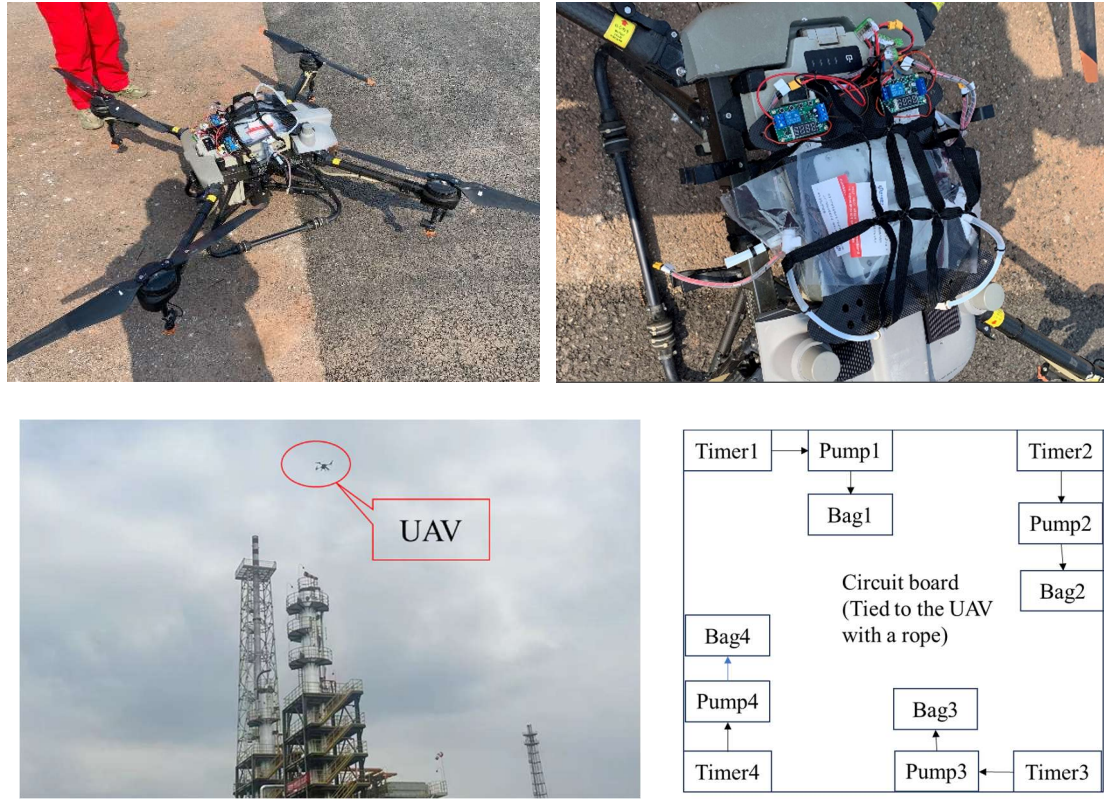 UAV
Timer1
Pump1
Timer2
Bag1
Pump2
Circuit board
(Tied to the UAV
with a rope)
Bag2
Bag4
Pump4
Bag3
Timer4
Pump3
Timer3